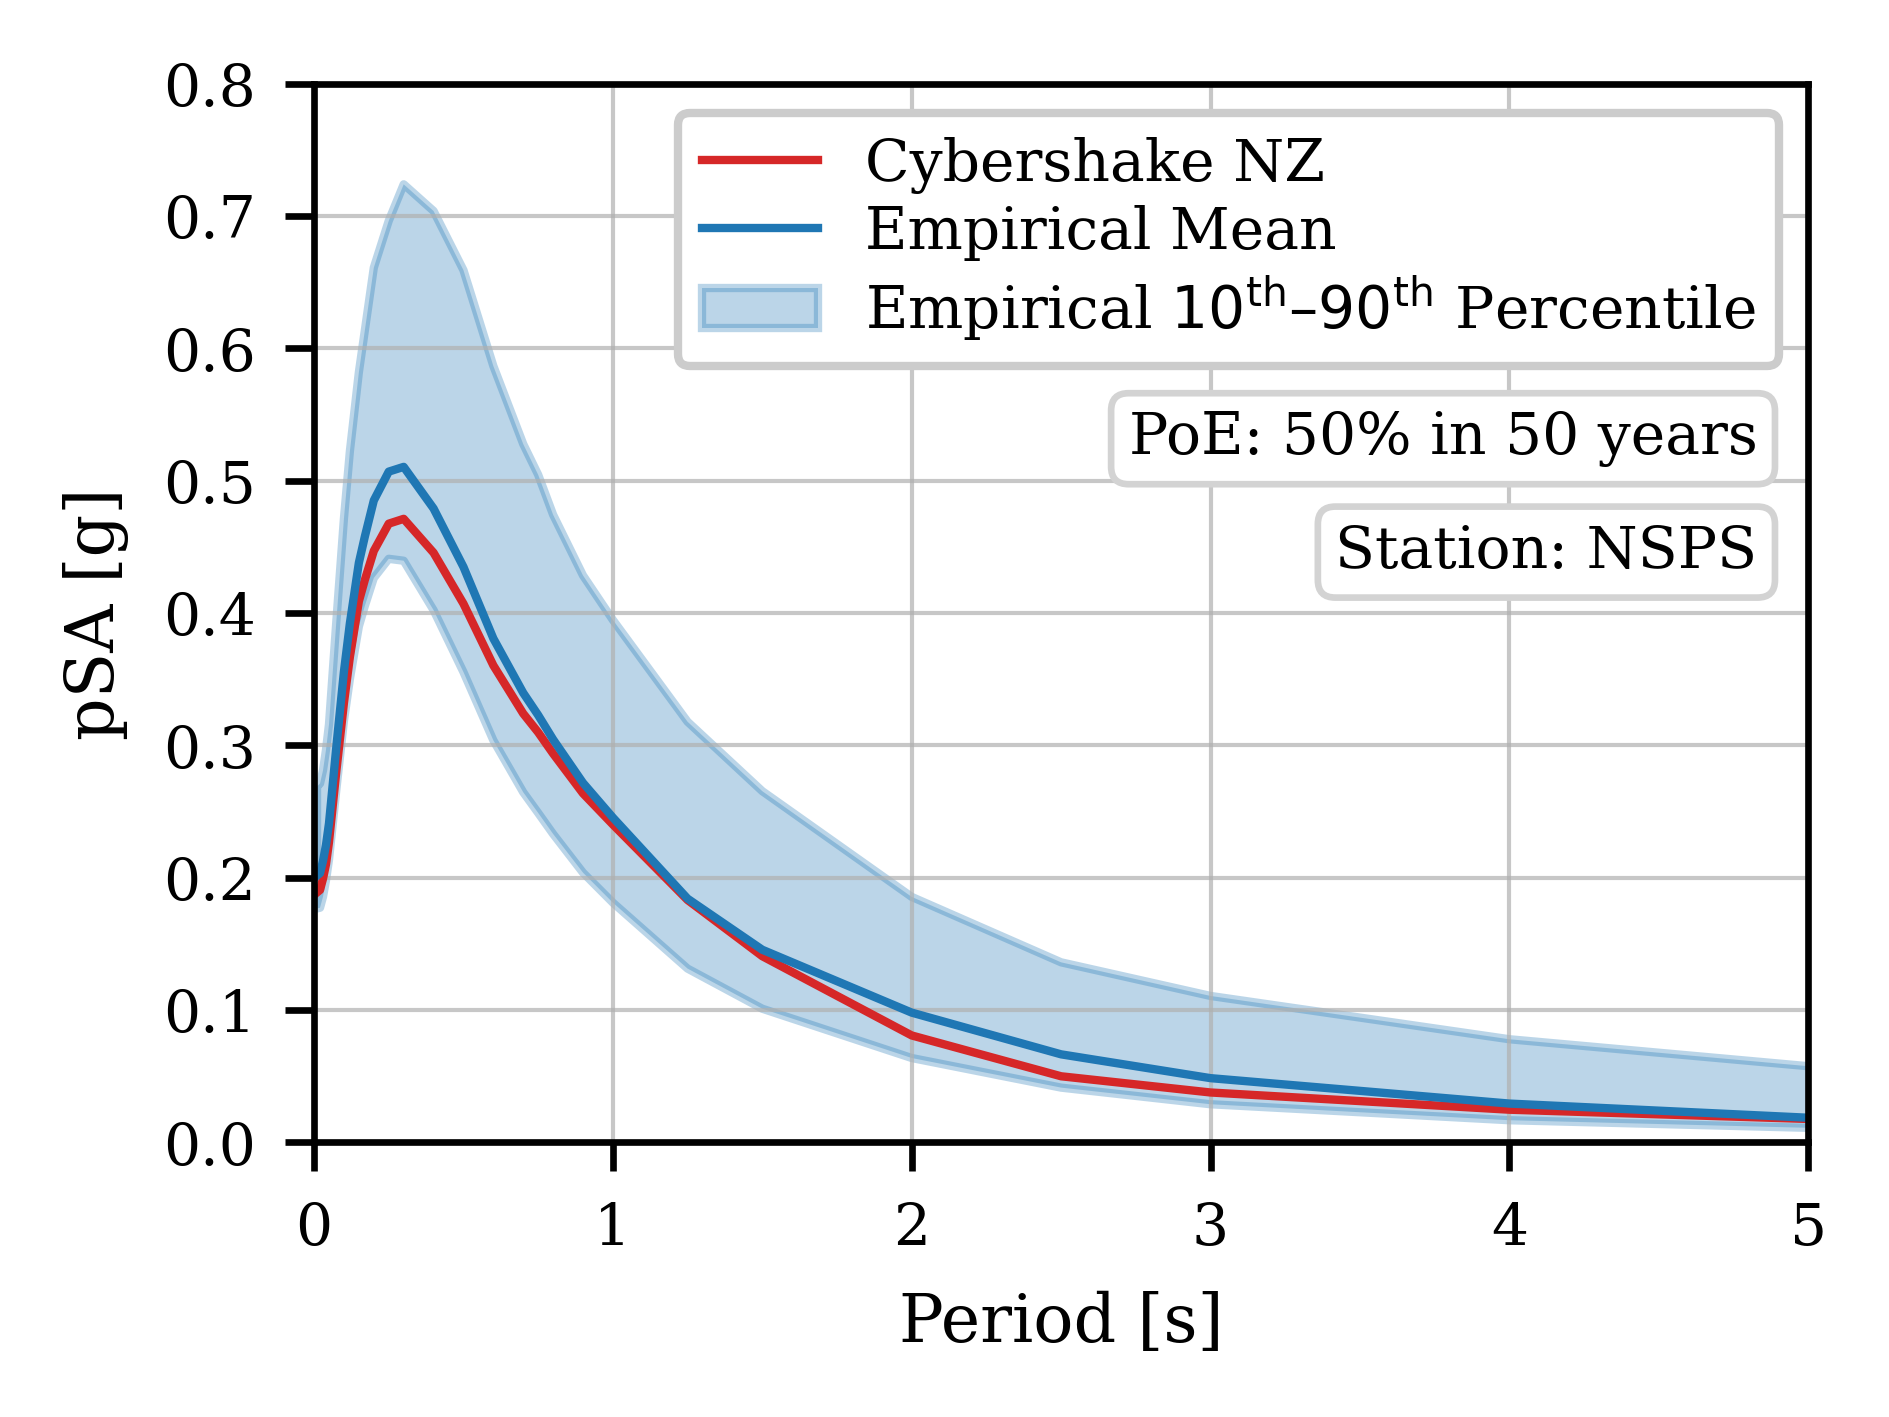 0.8
0.7
0.6
0.5
0.4
0.3
0.2
0.1
0.0
pSA [g]
Cybershake NZ
Empirical Mean
Empirical 10th–90th Percentile
PoE: 50% in 50 years
Station: NSPS
0 1 2 3 4 5
Period [s]